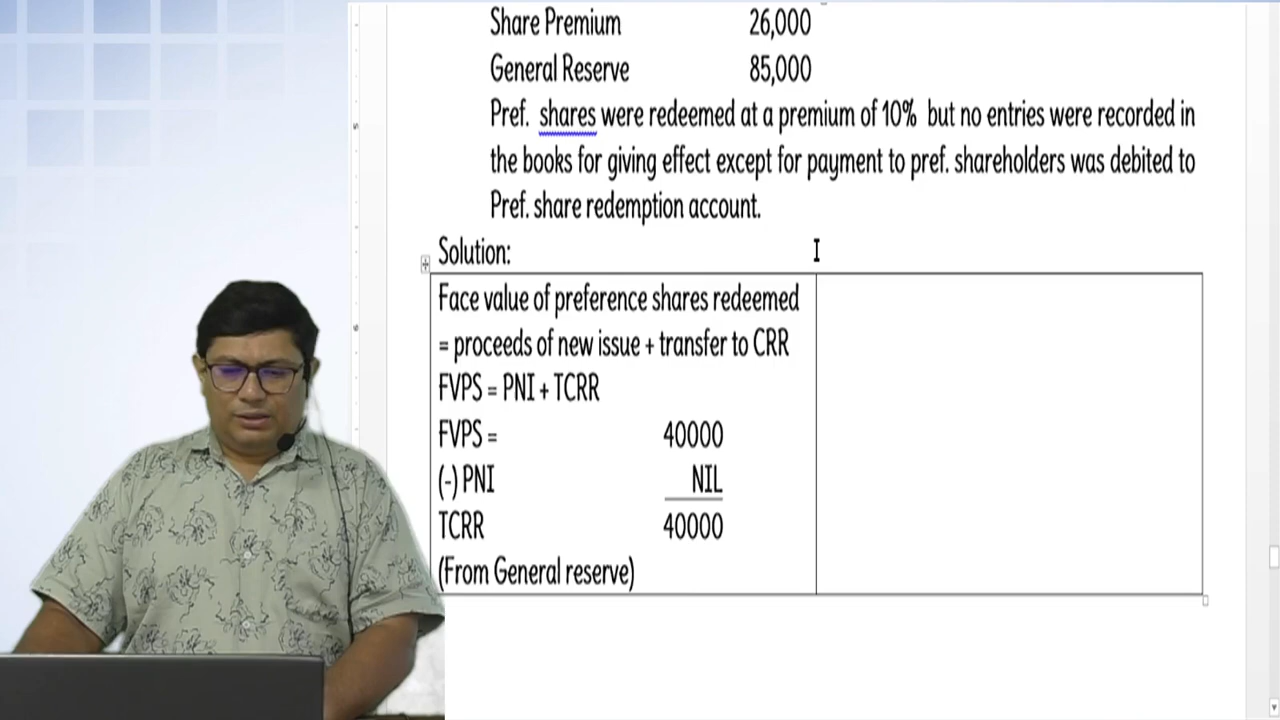 Share Premium 26,000
General Reserve 85,000
Pref. shares were redeemed at a premium of 10% but no entries were recorded in
the books for giving effect except for payment to pref. shareholders was debited to
Pref. share redemption account.
Solution:
Face value of preference shares redeemed
= proceeds of new issue + transfer to CRR
FVPS = PNI + TCRR
FVPS = 40000
(-) PNI NIL
TCRR 40000
(From General reserve)